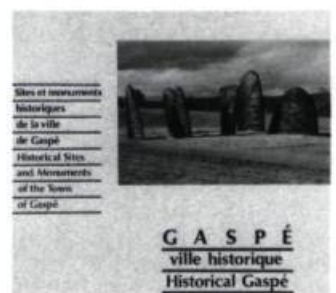 Sites et monuments
historiques
de la ville
de Gaspé
Historical Sites
and Monuments
of the Town
of Gaspé
GASPÉ
ville historique
Historical Gaspé